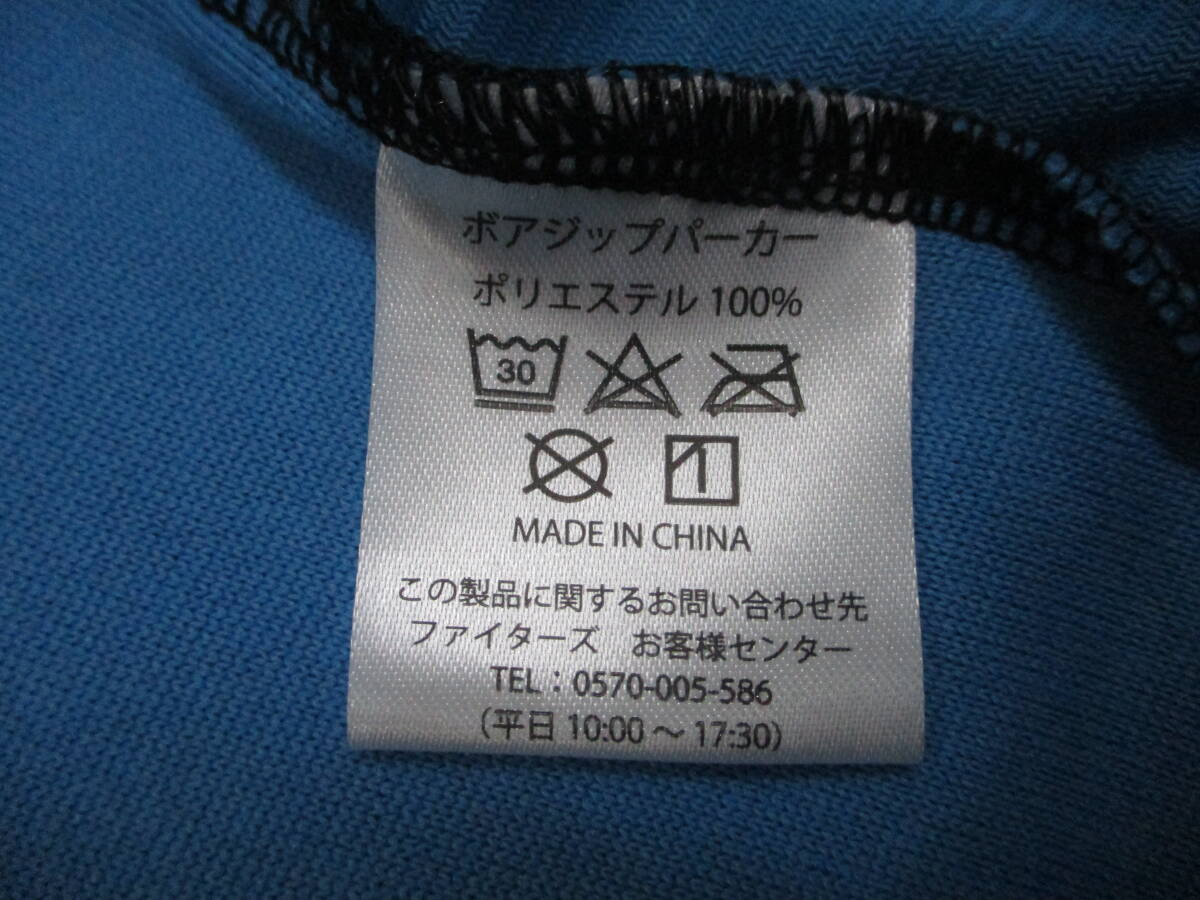 ボアジップパーカー
ポリエステル 100%
30
MADE IN CHINA
この製品に関するお問い合わせ先
ファイターズ　お客様センター
TEL：0570-005-586
（平日 10:00 ～ 17:30）